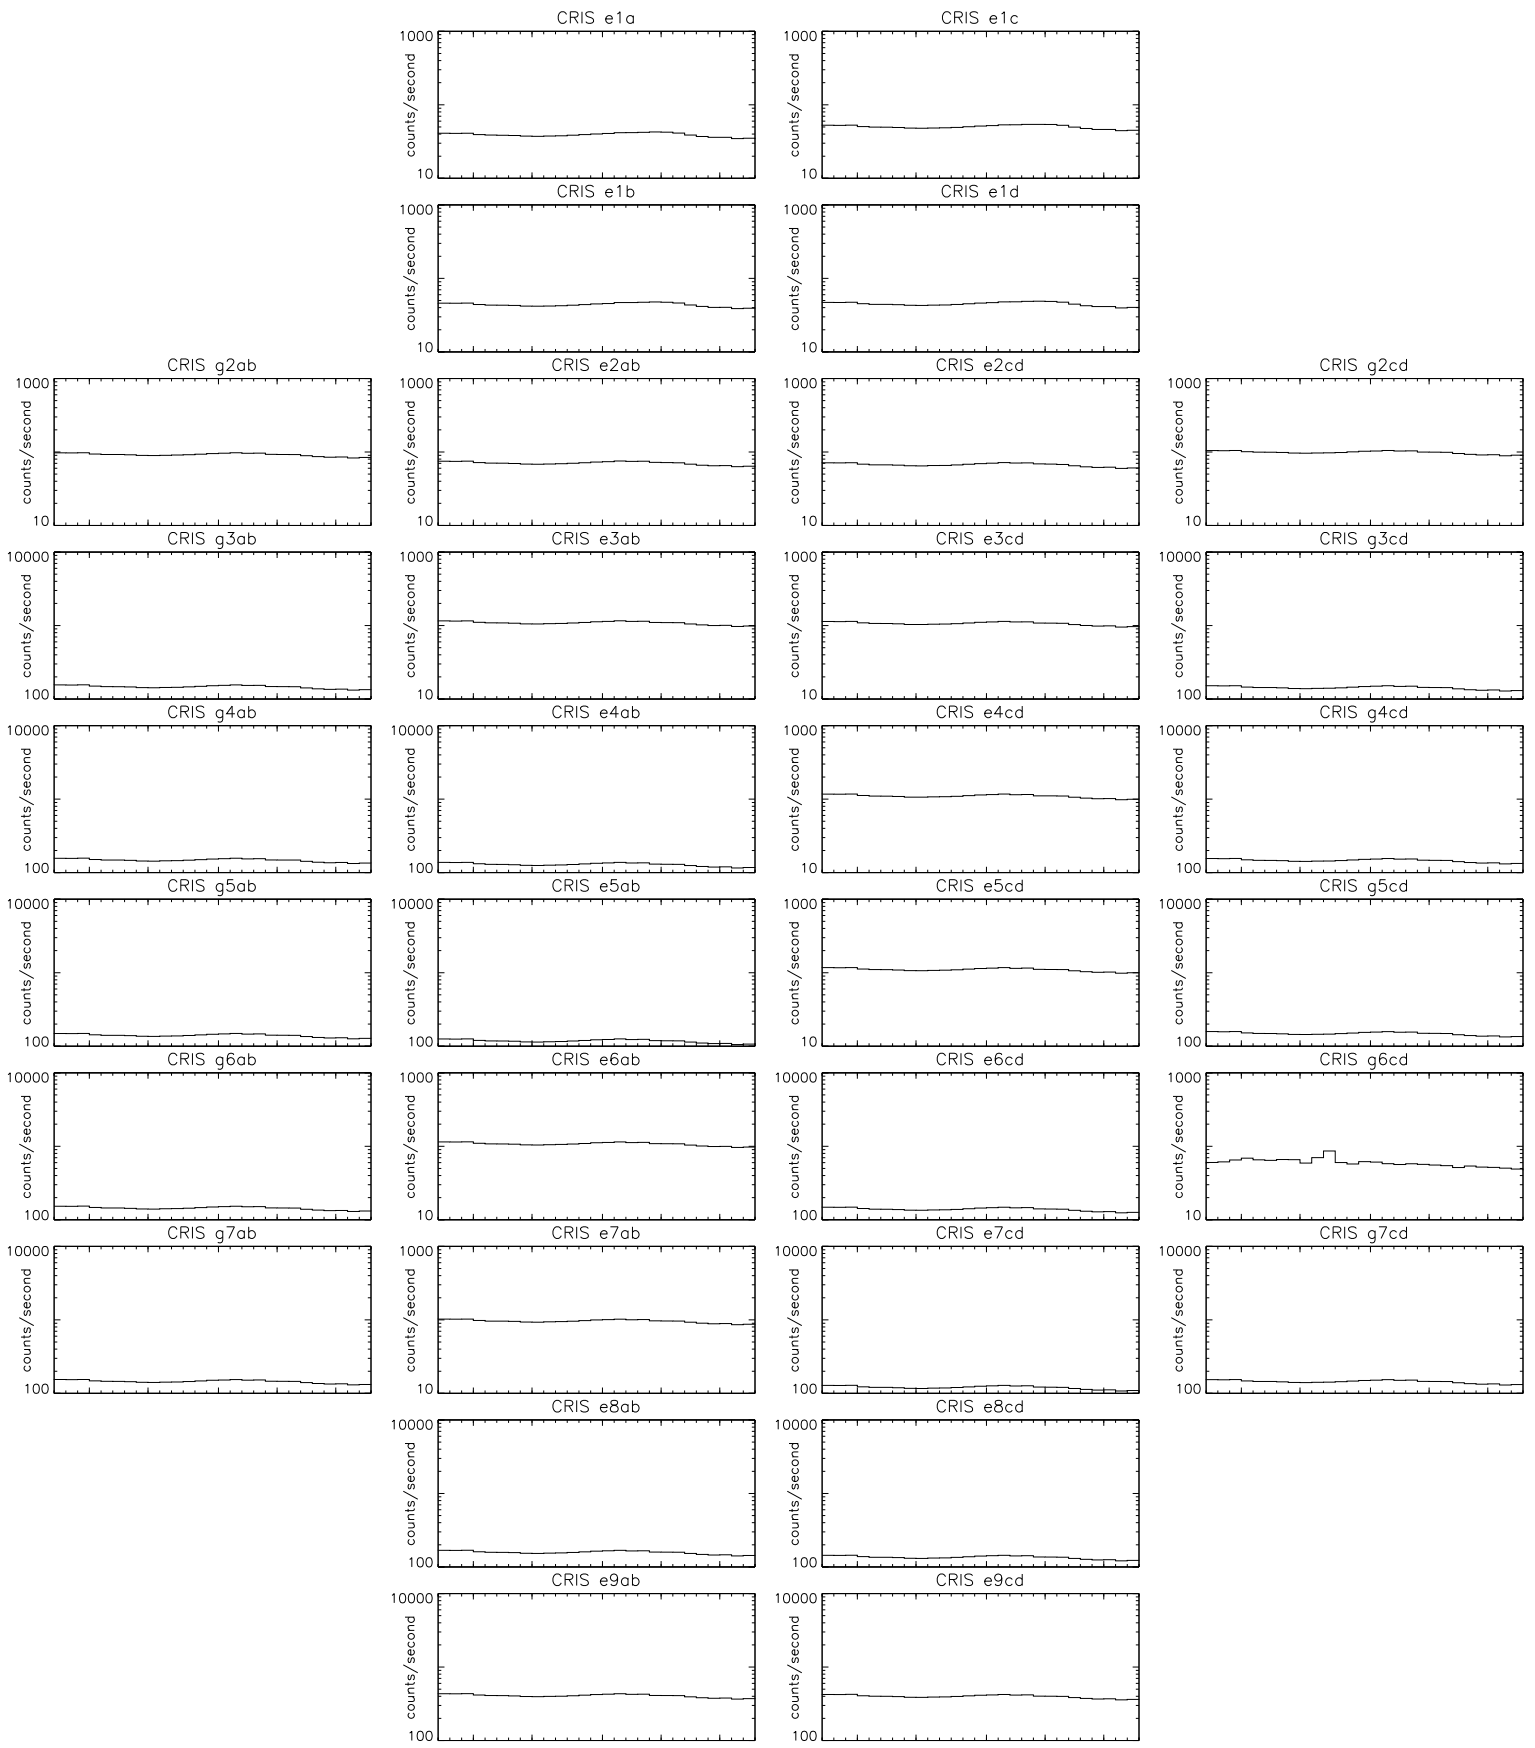 CRIS e1a
CRIS e1c
1000
counts/second
10
1000
counts/second
10
CRIS e1b
CRIS e1d
1000
counts/second
10
1000
counts/second
10
CRIS g2ab
CRIS e2ab
CRIS e2cd
CRIS g2cd
1000
counts/second
10
1000
counts/second
10
1000
counts/second
10
1000
counts/second
10
CRIS g3ab
CRIS e3ab
CRIS e3cd
CRIS g3cd
10000
counts/second
100
1000
counts/second
10
1000
counts/second
10
10000
counts/second
100
CRIS g4ab
CRIS e4ab
CRIS e4cd
CRIS g4cd
10000
counts/second
100
10000
counts/second
100
1000
counts/second
10
10000
counts/second
100
CRIS g5ab
CRIS e5ab
CRIS e5cd
CRIS g5cd
10000
counts/second
100
10000
counts/second
100
1000
counts/second
10
10000
counts/second
100
CRIS g6ab
CRIS e6ab
CRIS e6cd
CRIS g6cd
10000
counts/second
100
1000
counts/second
10
10000
counts/second
100
1000
counts/second
10
CRIS g7ab
CRIS e7ab
CRIS e7cd
CRIS g7cd
10000
counts/second
100
1000
counts/second
10
10000
counts/second
100
10000
counts/second
100
CRIS e8ab
CRIS e8cd
10000
counts/second
100
10000
counts/second
100
CRIS e9ab
CRIS e9cd
10000
counts/second
100
10000
counts/second
100